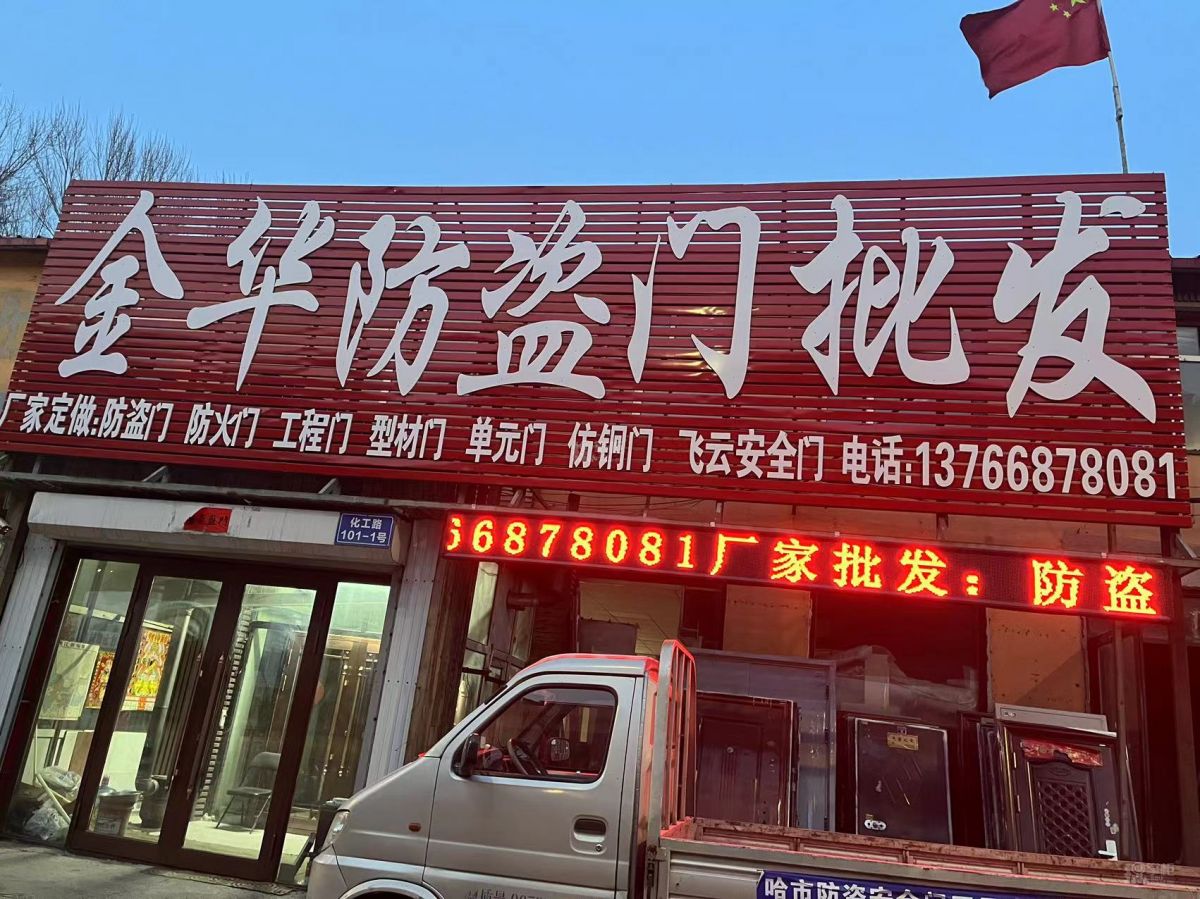 金华防盗门批发
厂家定做:防盗门 防火门 工程门 型材门 单元门 仿铜门 飞云安全门 电话:13766878081
化工路
101-1号
66878081厂家批发：防盗
哈市防盗安全门